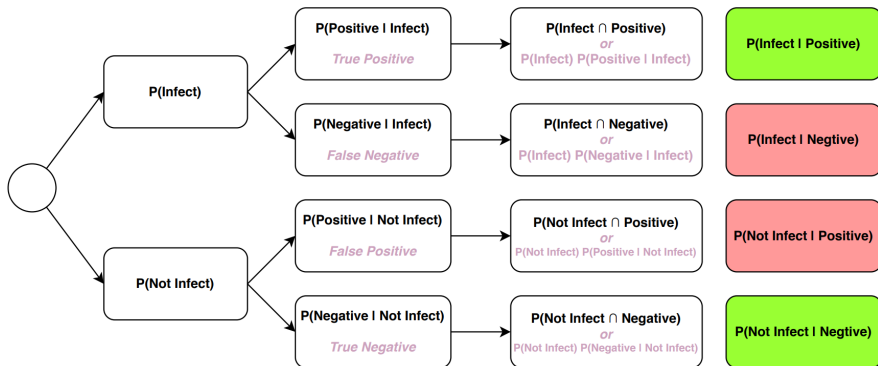 P(Infect)
P(Not Infect)
P(Positive | Infect)
True Positive
P(Negative | Infect)
False Negative
P(Positive | Not Infect)
False Positive
P(Negative | Not Infect)
True Negative
P(Infect ∩ Positive)
or
P(Infect) P(Positive | Infect)
P(Infect ∩ Negative)
or
P(Infect) P(Negative | Infect)
P(Not Infect ∩ Positive)
or
P(Not Infect) P(Positive | Not Infect)
P(Not Infect ∩ Negative)
or
P(Not Infect) P(Negative | Not Infect)
P(Infect | Positive)
P(Infect | Negtive)
P(Not Infect | Positive)
P(Not Infect | Negtive)